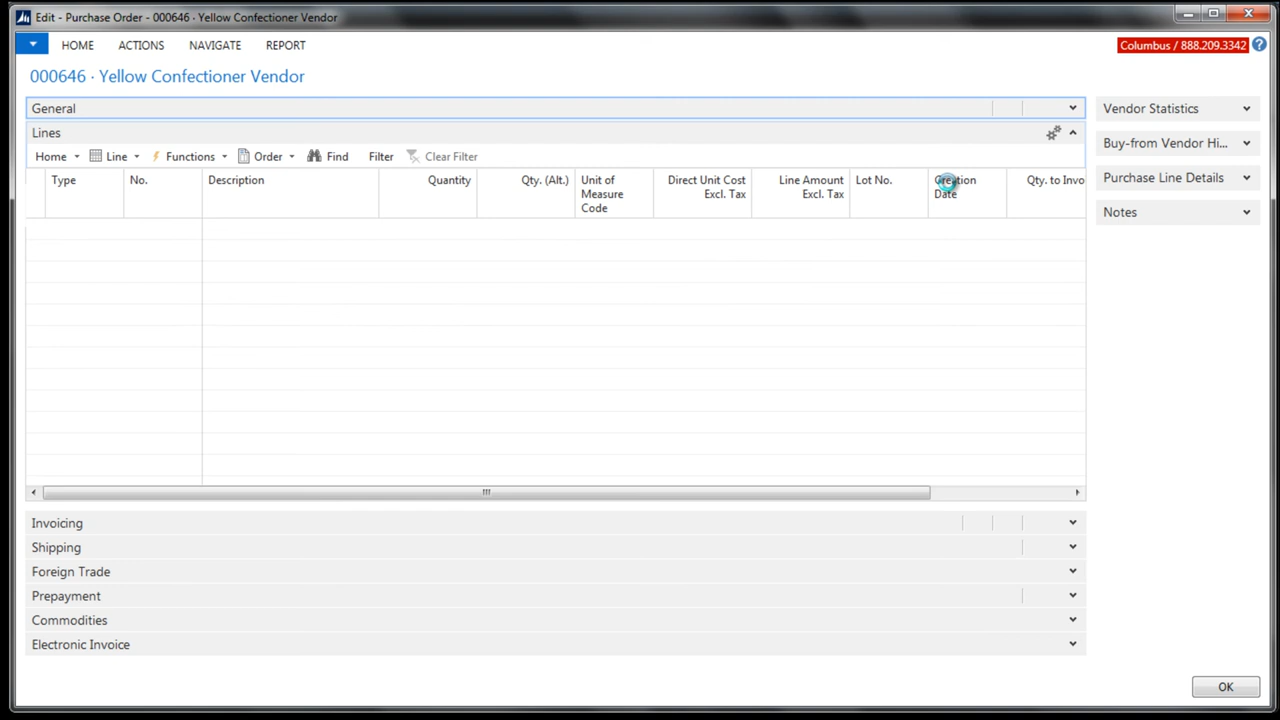 Edit - Purchase Order - 000646 · Yellow Confectioner Vendor
HOME ACTIONS NAVIGATE REPORT
Columbus / 888.209.3342
000646 · Yellow Confectioner Vendor
General
Vendor Statistics
Lines
Buy-from Vendor Hi...
Home Line Functions Order Find Filter Clear Filter
Purchase Line Details
Type No. Description Quantity Qty. (Alt.) Unit of Measure Code Direct Unit Cost Excl. Tax Line Amount Excl. Tax Lot No. Creation Date Qty. to Invo
Notes
Invoicing
Shipping
Foreign Trade
Prepayment
Commodities
Electronic Invoice
OK